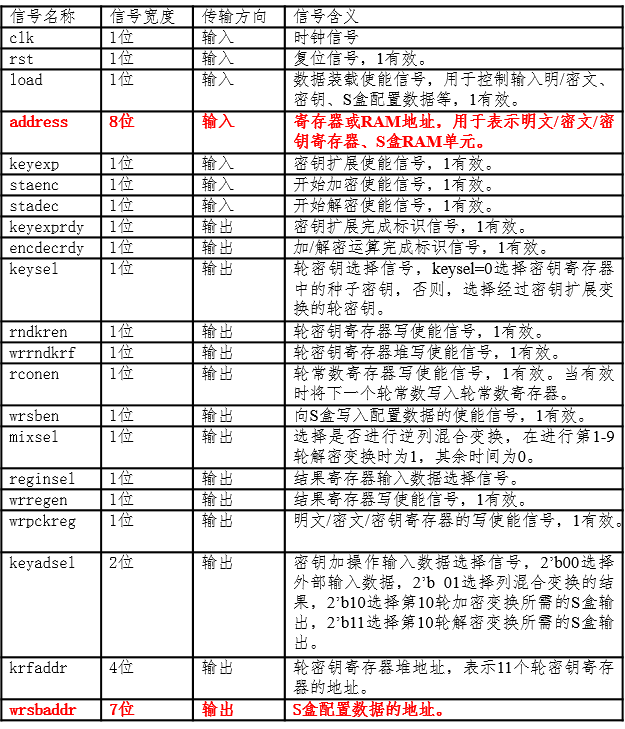 信号名称 信号宽度 传输方向 信号含义
clk 1位 输入 时钟信号
rst 1位 输入 复位信号，1有效。
load 1位 输入 数据装载使能信号，用于控制输入明/密文、
密钥、S盒配置数据等，1有效。
address 8位 输入 寄存器或RAM地址，用于表示明文/密文/密
钥寄存器、S盒RAM单元。
keyexp 1位 输入 密钥扩展使能信号，1有效。
staenc 1位 输入 开始加密使能信号，1有效。
stadec 1位 输入 开始解密使能信号，1有效。
keyexprdy 1位 输出 密钥扩展完成标识信号，1有效。
encdecrdy 1位 输出 加/解密运算完成标识信号，1有效。
keysel 1位 输出 轮密钥选择信号，keysel=0选择密钥寄存器
中的种子密钥，否则，选择经过密钥扩展变
换的轮密钥。
rndkren 1位 输出 轮密钥寄存器写使能信号，1有效。
wrrndkrf 1位 输出 轮密钥寄存器堆写使能信号，1有效。
rconen 1位 输出 轮常数寄存器写使能信号，1有效。当有效
时将下一个轮常数写入轮常数寄存器。
wrsben 1位 输出 向S盒写入配置数据的使能信号，1有效。
mixsel 1位 输出 选择是否进行逆列混合变换，在进行第1-9
轮解密变换时为1，其余时间为0。
reginsel 1位 输出 结果寄存器输入数据选择信号。
wrregen 1位 输出 结果寄存器写使能信号，1有效。
wrpckreg 1位 输出 明文/密文/密钥寄存器的写使能信号，1有效。
keyadsel 2位 输出 密钥加操作输入数据选择信号，2’b00选择
外部输入数据，2’b 01选择列混合变换的结
果，2’b10选择第10轮加密变换所需的S盒输
出，2’b11选择第10轮解密变换所需的S盒输
出。
krfaddr 4位 输出 轮密钥寄存器堆地址，表示11个轮密钥寄存
器的地址。
wrsbaddr 7位 输出 S盒配置数据的地址。